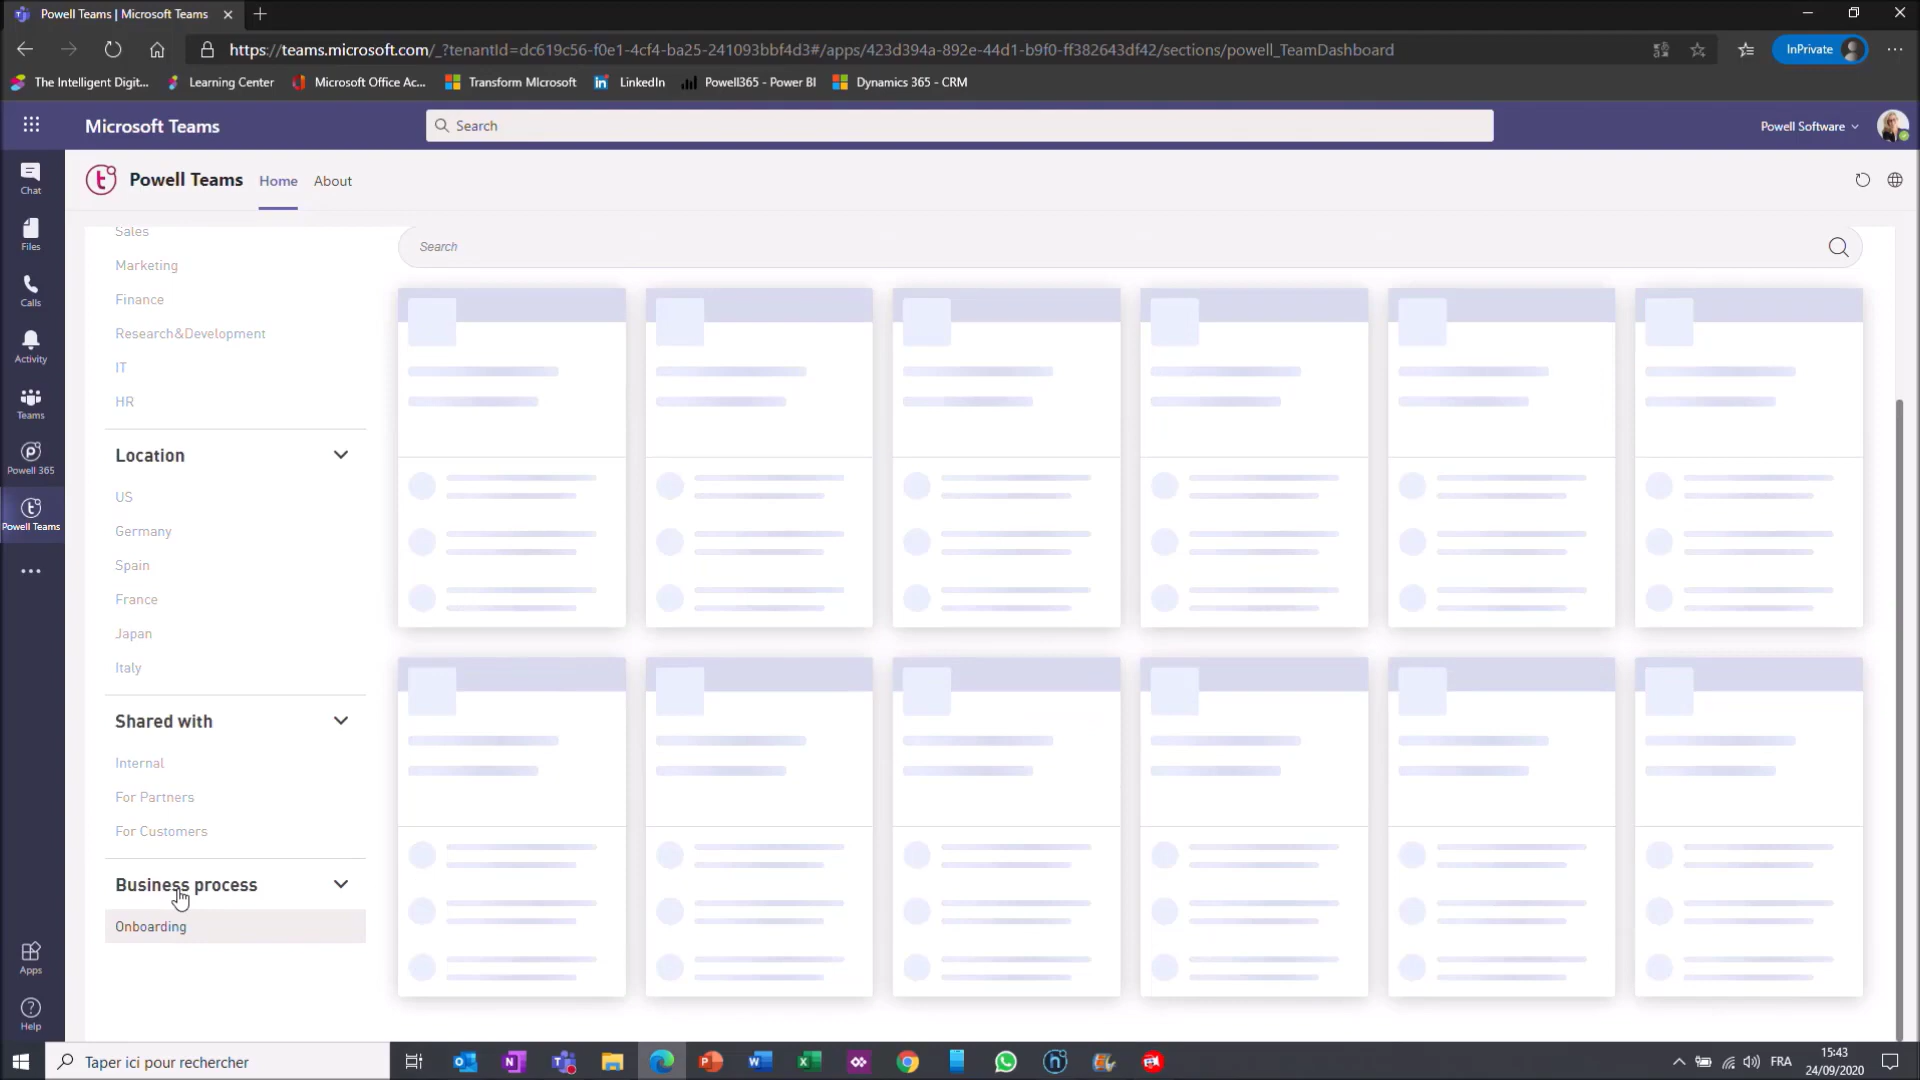 Powell Teams | Microsoft Teams
https://teams.microsoft.com/_?tenantId=dc619c56-f0e1-4cf4-ba25-241093bbf4d3#/apps/423d394a-892e-44d1-b9f0-ff382643df42/sections/powell_TeamDashboard
InPrivate
The Intelligent Digit...
Learning Center
Microsoft Office Ac...
Transform MIcrosoft
LinkedIn
Powell365 - Power BI
Dynamics 365 - CRM
Microsoft Teams
Search
Powell Software
Chat
Files
Calls
Activity
Teams
Powell 365
Powell Teams
Apps
Help
Powell Teams
Home
About
Sales
Marketing
Finance
Research&Development
IT
HR
Location
US
Germany
Spain
France
Japan
Italy
Shared with
Internal
For Partners
For Customers
Business process
Onboarding
Search
Taper ici pour rechercher
FRA
15:43
24/09/2020